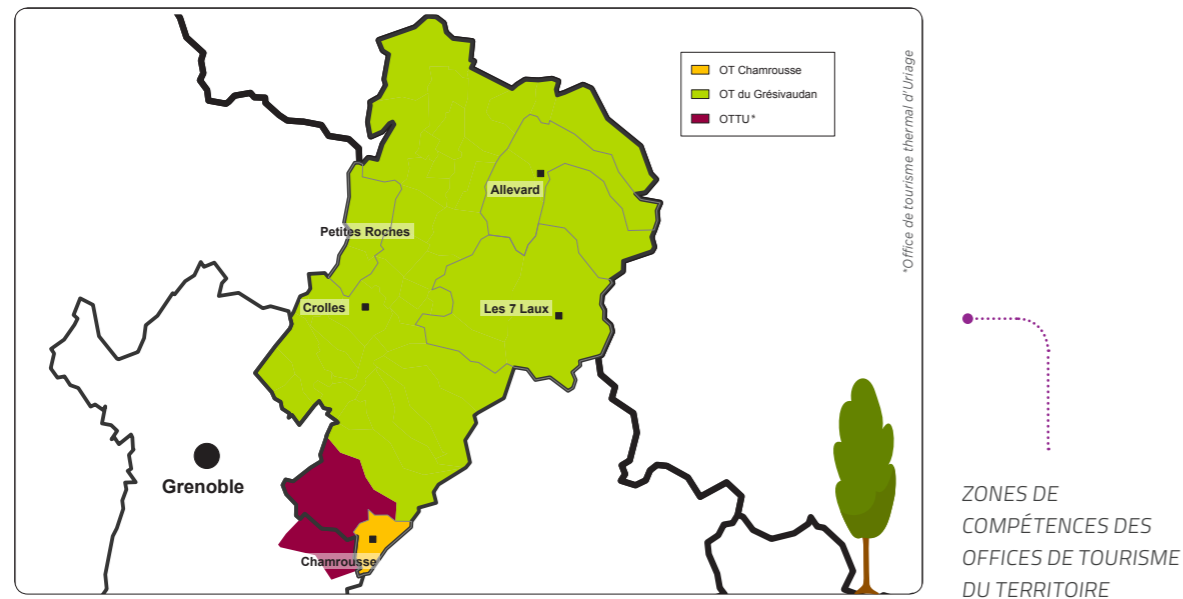 OT Chamrousse
OT du Grésivaudan
OTTU*
*Office de tourisme thermal d'Uriage
Allevard
Petites Roches
Crolles
Les 7 Laux
Grenoble
Chamrousse
ZONES DE
COMPÉTENCES DES
OFFICES DE TOURISME
DU TERRITOIRE